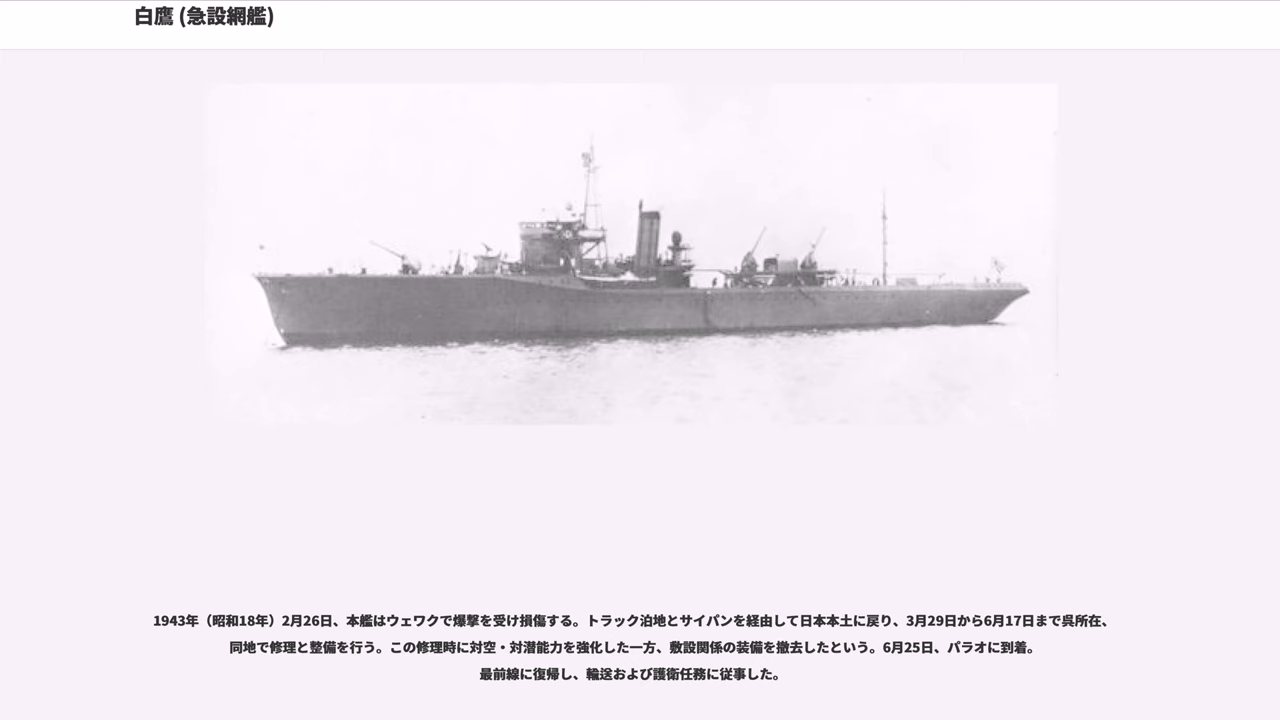 白鷹 (急設網艦)
1943年（昭和18年）2月26日、本艦はウェワクで爆撃を受け損傷する。トラック泊地とサイパンを経由して日本本土に戻り、3月29日から6月17日まで呉所在、
同地で修理と整備を行う。この修理時に対空・対潜能力を強化した一方、敷設関係の装備を撤去したという。6月25日、パラオに到着。
最前線に復帰し、輸送および護衛任務に従事した。